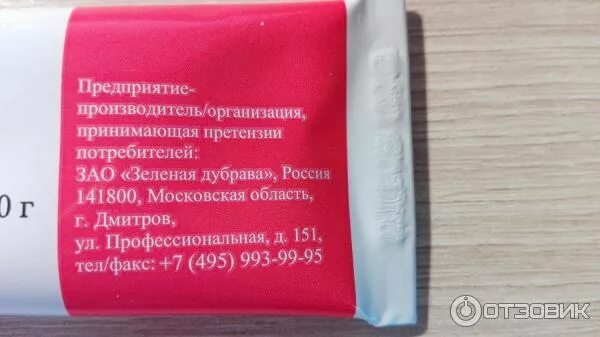 Предприятие-
производитель/организация,
принимающая претензии
потребителей:
ЗАО «Зеленая дубрава», Россия
141800, Московская область,
г. Дмитров,
ул. Профессиональная, д. 151,
тел/факс: +7 (495) 993-99-95
0 г
ОТЗОВИК